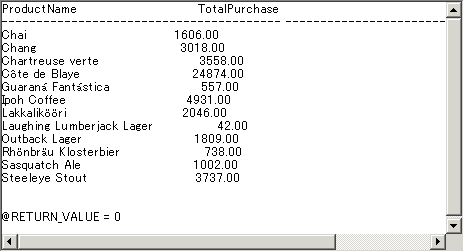 ProductName TotalPurchase
Chai 1606.00
Chang 3018.00
Chartreuse verte 3558.00
Côte de Blaye 24874.00
Guaraná Fantástica 557.00
Ipoh Coffee 4931.00
Lakkalikööri 2046.00
Laughing Lumberjack Lager 42.00
Outback Lager 1809.00
Rhönbräu Klosterbier 738.00
Sasquatch Ale 1002.00
Steeleye Stout 3737.00
@RETURN_VALUE = 0